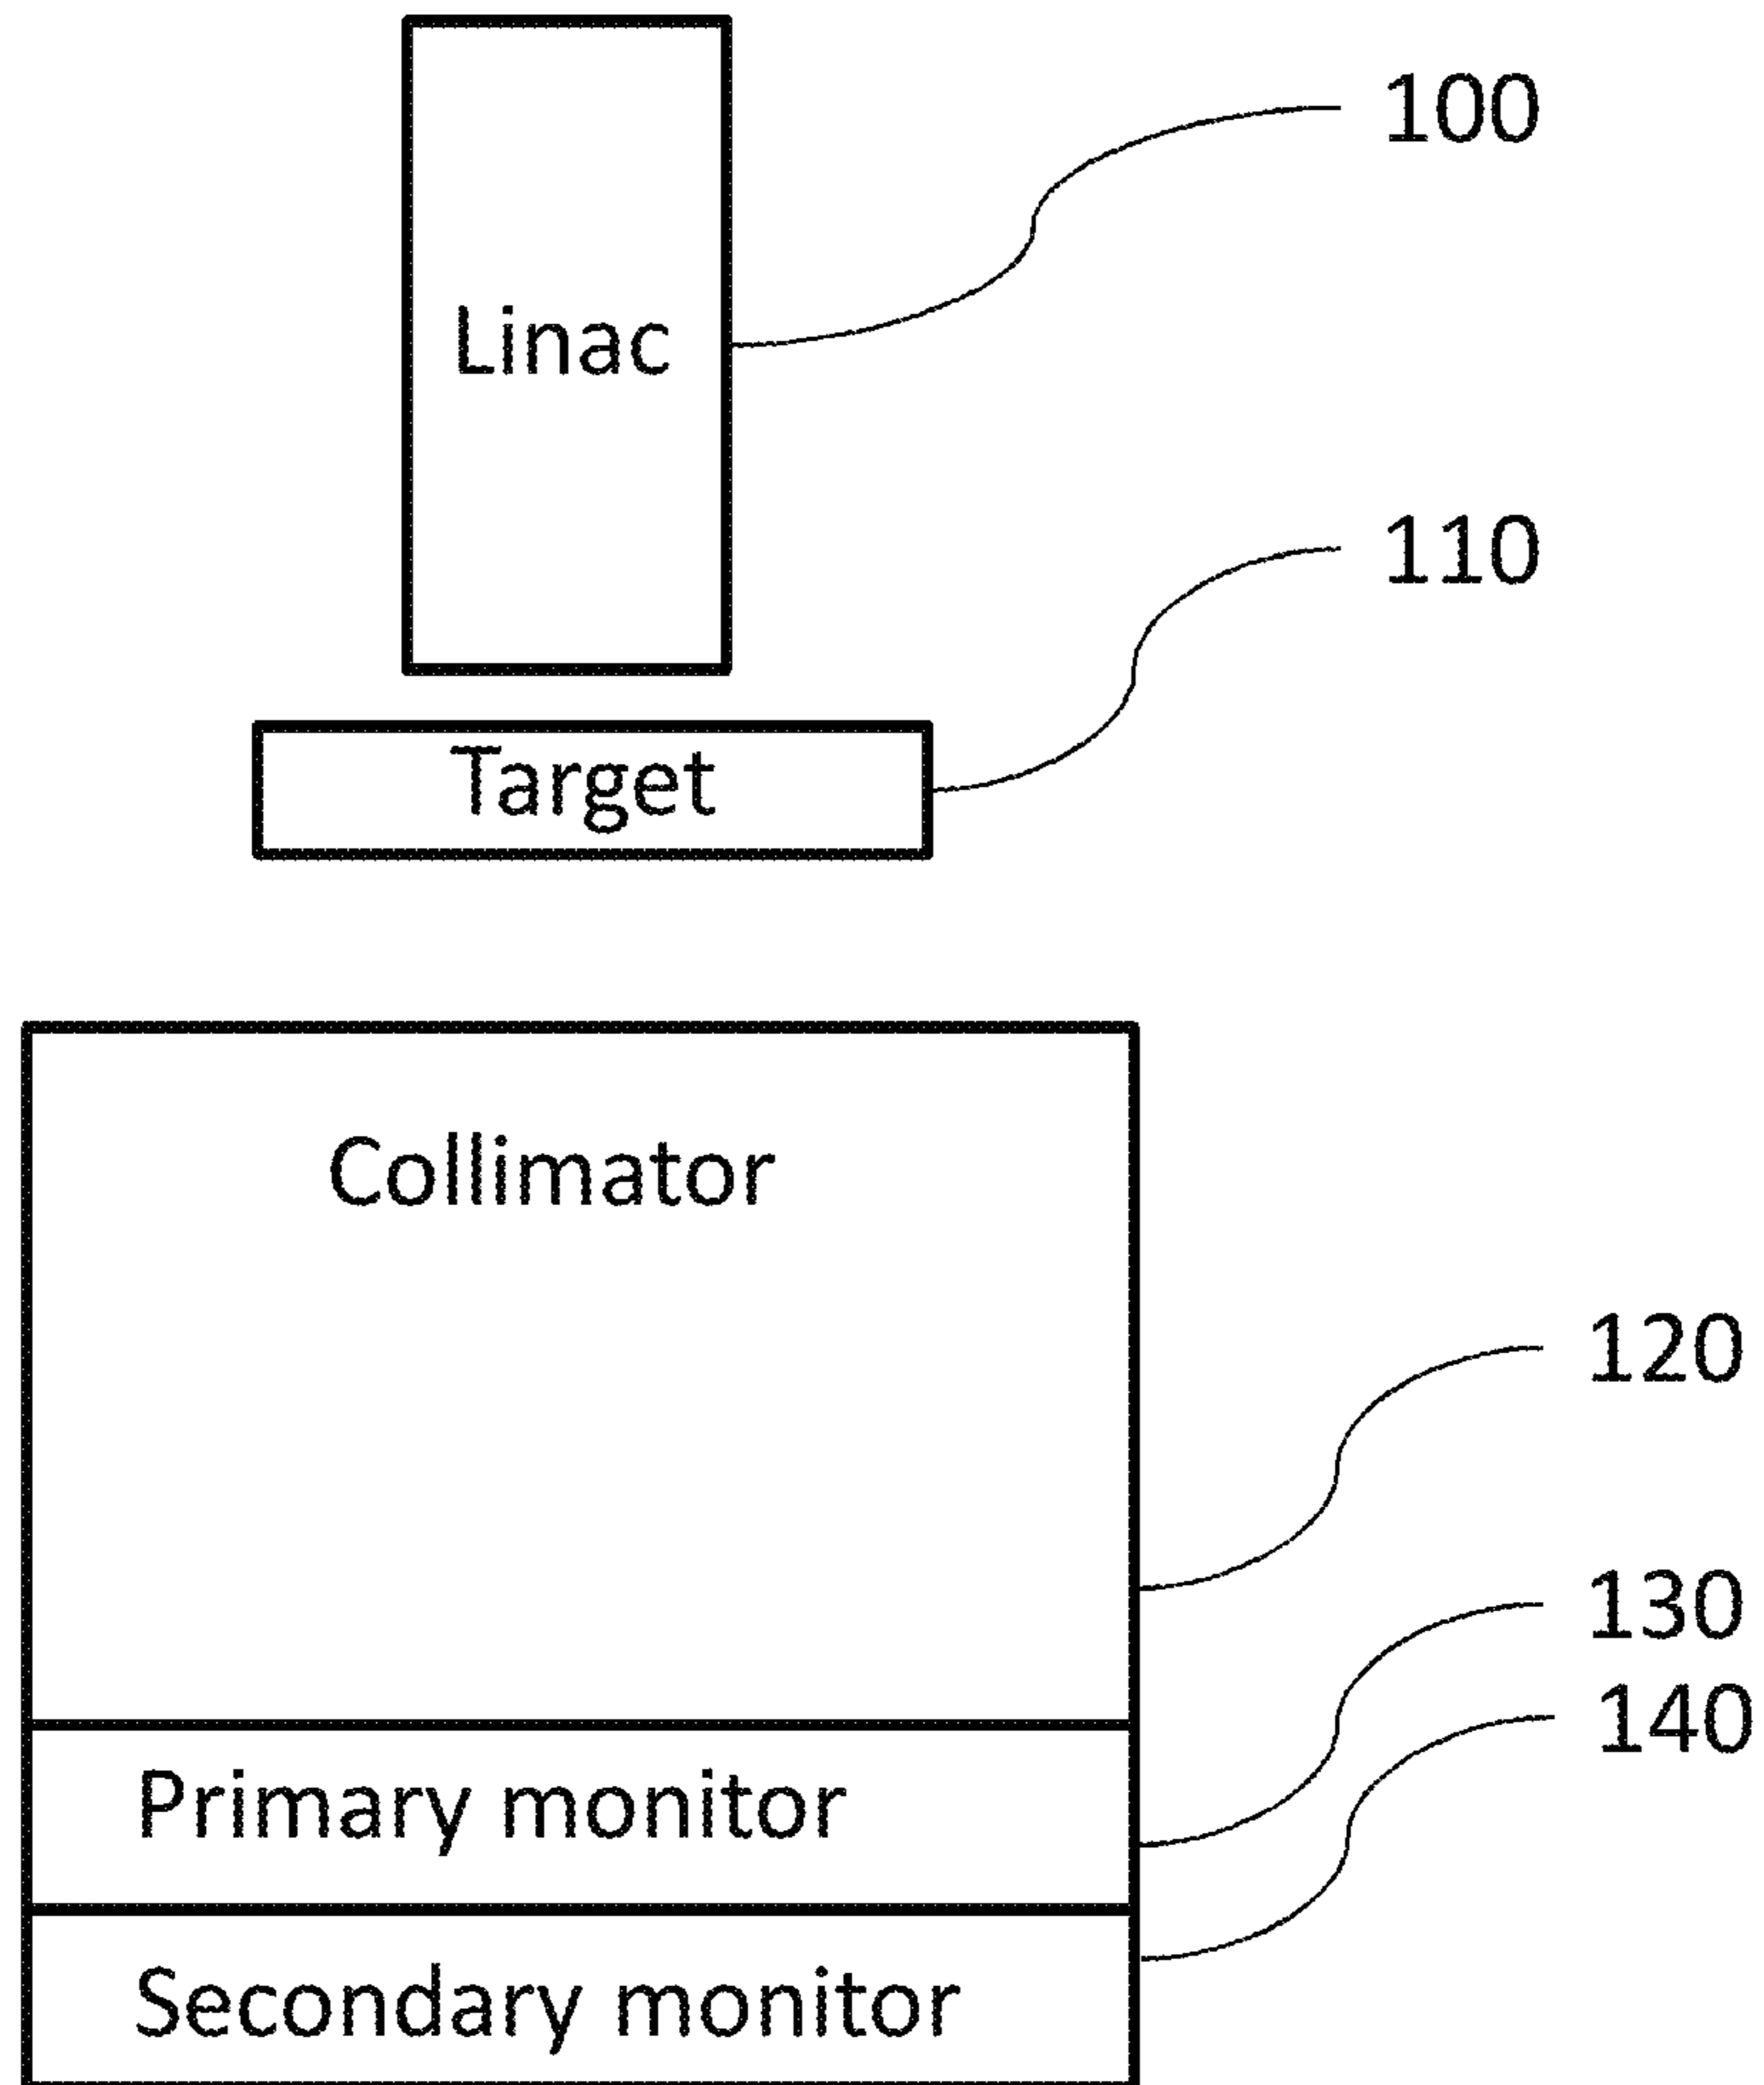 100
Linac
110
Target
Collimator
120
130
140
Primary monitor
Secondary monitor